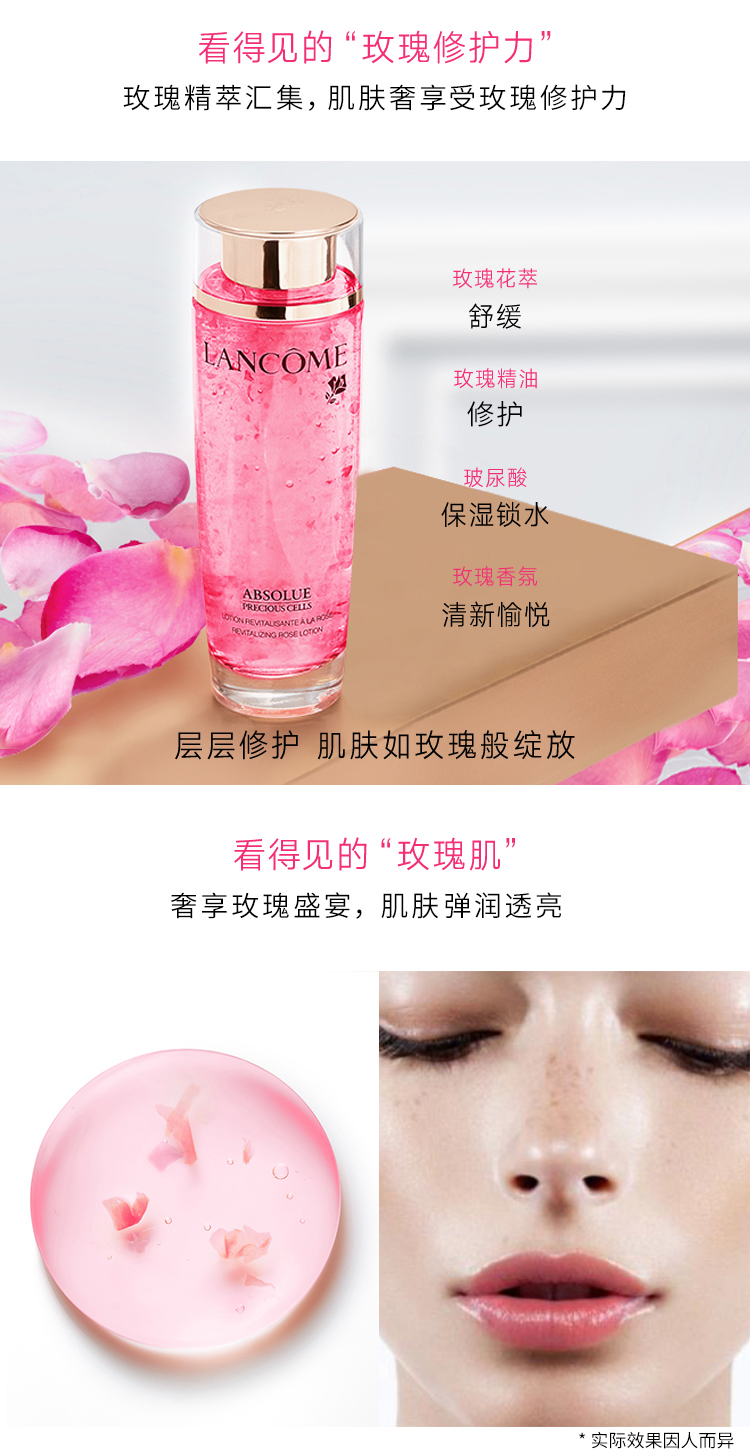 看得见的“玫瑰修护力”
玫瑰精萃汇集，肌肤奢享受玫瑰修护力
LANCÔME
ABSOLUE
PRECIOUS CELLS
LOTION REVITALISANTE À LA ROSE
REVITALIZING ROSE LOTION
玫瑰花萃
舒缓
玫瑰精油
修护
玻尿酸
保湿锁水
玫瑰香氛
清新愉悦
层层修护 肌肤如玫瑰般绽放
看得见的“玫瑰肌”
奢享玫瑰盛宴，肌肤弹润透亮
* 实际效果因人而异